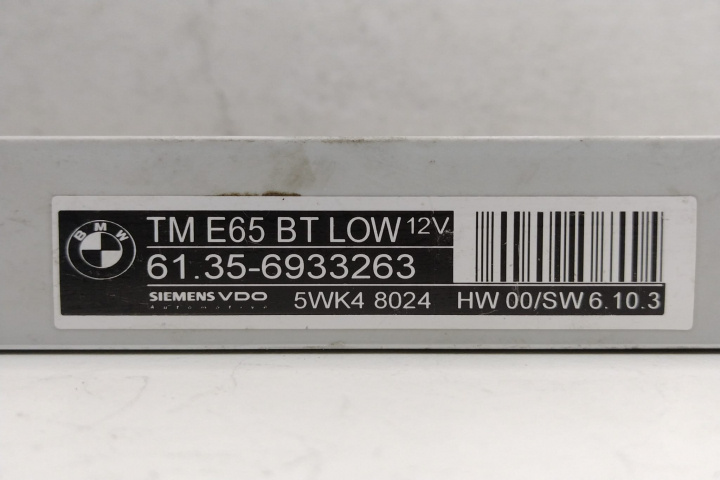 BMW
TM E65 BT LOW 12V
61.35-6933263
SIEMENS VDO 5WK4 8024 HW 00/SW 6.10.3
Automotive